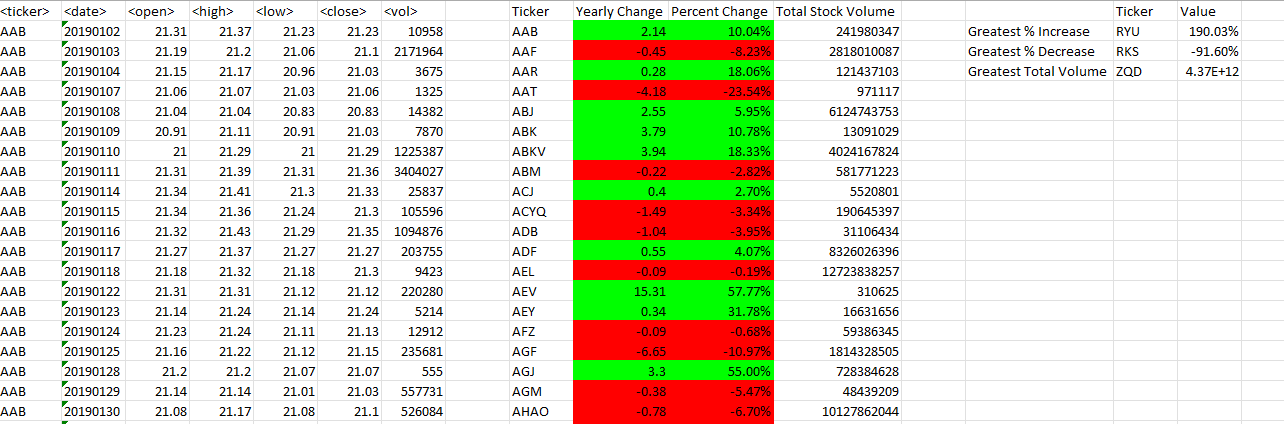 <ticker> <date> <open> <high> <low> <close> <vol> Ticker Yearly Change Percent Change Total Stock Volume Ticker Value
AAB 20190102 21.31 21.37 21.23 21.23 10958 AAB 2.14 10.04% 241980347 Greatest % Increase RYU 190.03%
AAB 20190103 21.19 21.2 21.06 21.1 2171964 AAF -0.45 -8.23% 2818010087 Greatest % Decrease RKS -91.60%
AAB 20190104 21.15 21.17 20.96 21.03 3675 AAR 0.28 18.06% 121437103 Greatest Total Volume ZQD 4.37E+12
AAB 20190107 21.06 21.07 21.03 21.06 1325 AAT -4.18 -23.54% 971117
AAB 20190108 21.04 21.04 20.83 20.83 14382 ABJ 2.55 5.95% 6124743753
AAB 20190109 20.91 21.11 20.91 21.03 7870 ABK 3.79 10.78% 13091029
AAB 20190110 21 21.29 21 21.29 1225387 ABKV 3.94 18.33% 4024167824
AAB 20190111 21.31 21.39 21.31 21.36 3404027 ABM -0.22 -2.82% 581771223
AAB 20190114 21.34 21.41 21.3 21.33 25837 ACJ 0.4 2.70% 5520801
AAB 20190115 21.34 21.36 21.24 21.3 105596 ACYQ -1.49 -3.34% 190645397
AAB 20190116 21.32 21.43 21.29 21.35 1094876 ADB -1.04 -3.95% 31106434
AAB 20190117 21.27 21.37 21.27 21.27 203755 ADF 0.55 4.07% 8326026396
AAB 20190118 21.18 21.32 21.18 21.3 9423 AEL -0.09 -0.19% 12723838257
AAB 20190122 21.31 21.31 21.12 21.12 220280 AEV 15.31 57.77% 310625
AAB 20190123 21.14 21.24 21.14 21.24 5214 AEY 0.34 31.78% 16631656
AAB 20190124 21.23 21.24 21.11 21.13 12912 AFZ -0.09 -0.68% 59386345
AAB 20190125 21.16 21.22 21.12 21.15 235681 AGF -6.65 -10.97% 1814328505
AAB 20190128 21.2 21.2 21.07 21.07 555 AGJ 3.3 55.00% 728384628
AAB 20190129 21.14 21.14 21.01 21.03 557731 AGM -0.38 -5.47% 48439209
AAB 20190130 21.08 21.17 21.08 21.1 526084 AHAO -0.78 -6.70% 10127862044